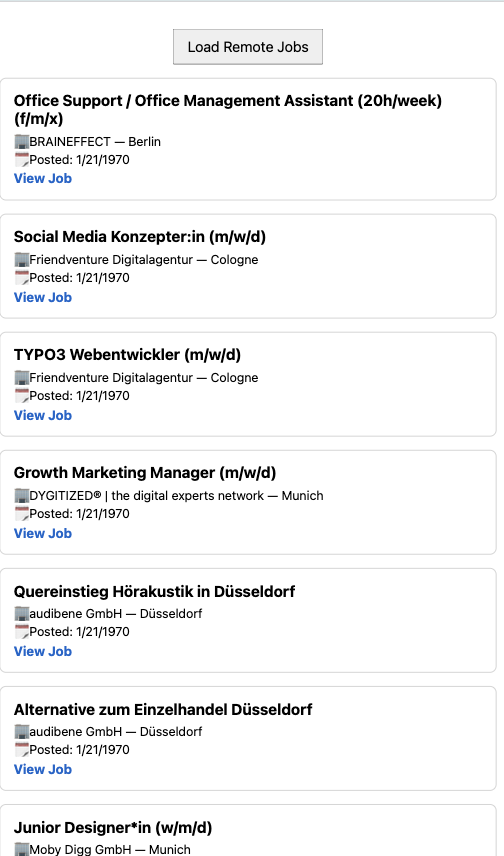 Load Remote Jobs
Office Support / Office Management Assistant (20h/week)
(f/m/x)
🏢BRAINEFFECT — Berlin
🗓️Posted: 1/21/1970
View Job
Social Media Konzepter:in (m/w/d)
🏢Friendventure Digitalagentur — Cologne
🗓️Posted: 1/21/1970
View Job
TYPO3 Webentwickler (m/w/d)
🏢Friendventure Digitalagentur — Cologne
🗓️Posted: 1/21/1970
View Job
Growth Marketing Manager (m/w/d)
🏢DYGITIZED® | the digital experts network — Munich
🗓️Posted: 1/21/1970
View Job
Quereinstieg Hörakustik in Düsseldorf
🏢audibene GmbH — Düsseldorf
🗓️Posted: 1/21/1970
View Job
Alternative zum Einzelhandel Düsseldorf
🏢audibene GmbH — Düsseldorf
🗓️Posted: 1/21/1970
View Job
Junior Designer*in (w/m/d)
🏢Moby Digg GmbH — Munich